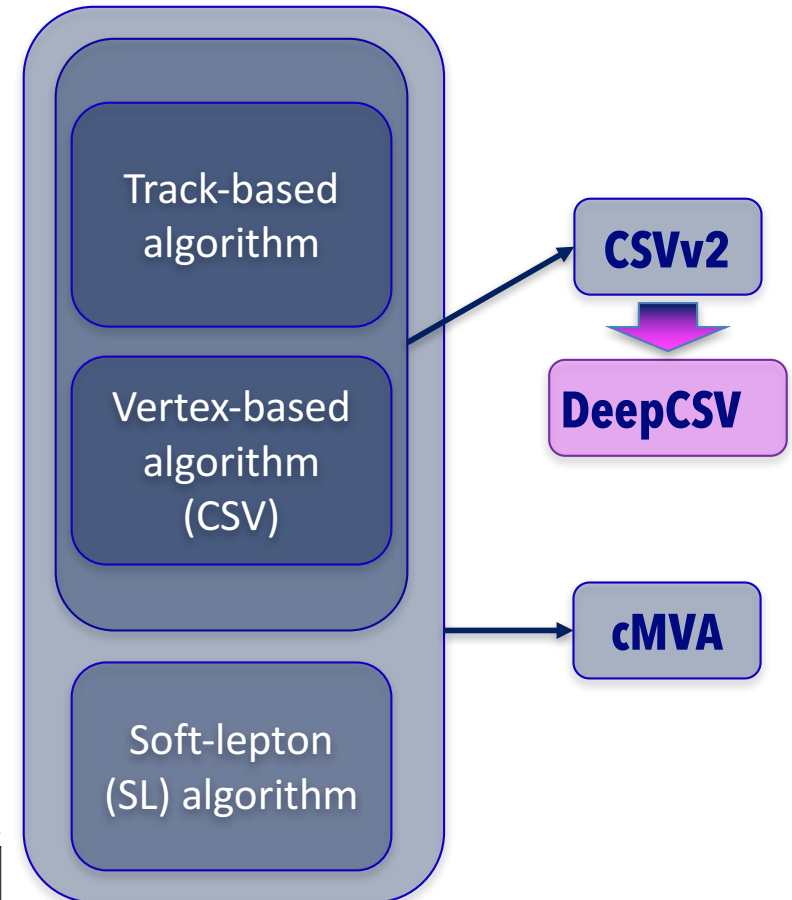 Track-based
algorithm
Vertex-based
algorithm
(CSV)
Soft-lepton
(SL) algorithm
CSVv2
DeepCSV
cMVA